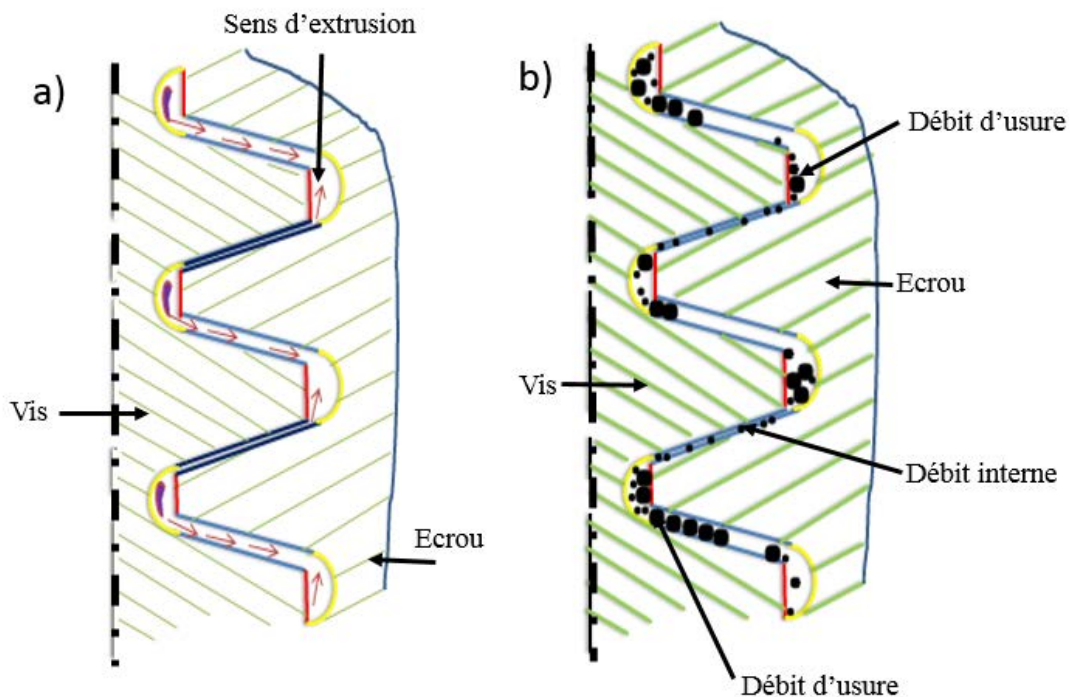 Sens d'extrusion
a)
Vis
Ecrou
b)
Débit d'usure
Ecrou
Vis
Débit interne
Débit d'usure